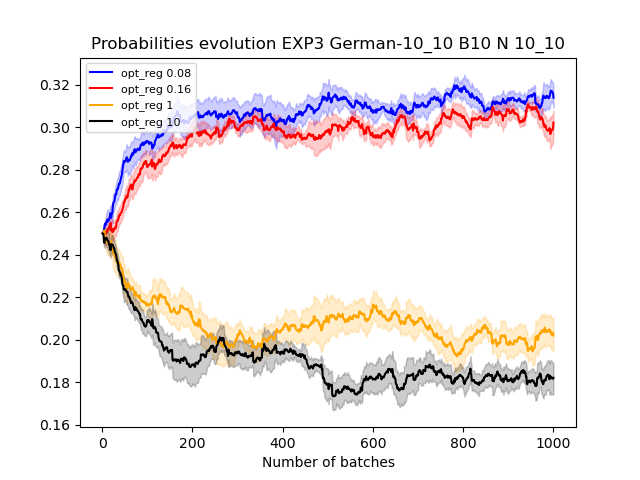 Probabilities evolution EXP3 German-10_10 B10 N 10_10
opt_reg 0.08
opt_reg 0.16
opt_reg 1
opt_reg 10
0.32
0.30
0.28
0.26
0.24
0.22
0.20
0.18
0.16
0 200 400 600 800 1000
Number of batches